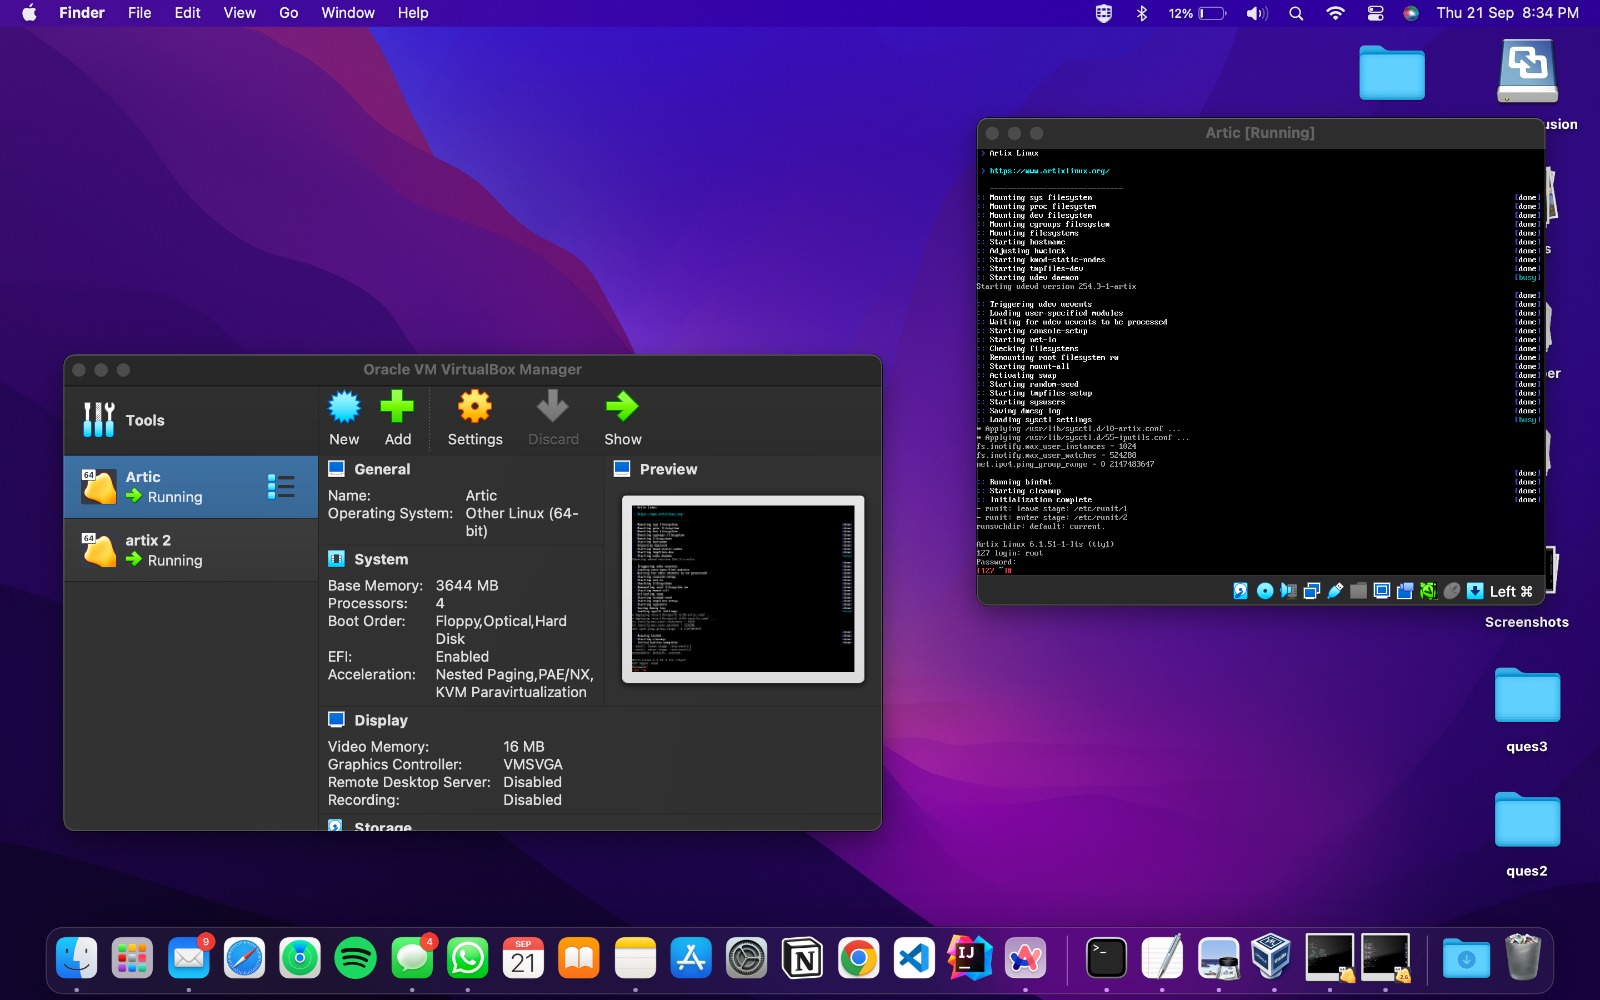 Finder File Edit View Go Window Help
12%
Thu 21 Sep 8:34 PM
usion
Artic [Running]
Artix Linux
https://www.artixlinux.org/
:: Mounting sys filesystem [done]
:: Mounting proc filesystem [done]
:: Mounting dev filesystem [done]
:: Mounting cgroups filesystem [done]
:: Mounting filesystems [done]
:: Starting hostname [done]
:: Adjusting hwclock [done]
:: Starting kmod-static-nodes [done]
:: Starting tmpfiles-dev [done]
:: Starting udev daemon [busy]
Starting udevd version 254.3-1-artix
[done]
:: Triggering udev uevents [done]
:: Loading user-specified modules [done]
:: Waiting for udev uevents to be processed [done]
:: Starting console-setup [done]
:: Starting net-lo [done]
:: Checking filesystems [done]
:: Remounting root filesystem rw [done]
:: Starting mount-all [done]
:: Activating swap [done]
:: Starting random-seed [done]
:: Starting tmpfiles-setup [done]
:: Starting sysusers [done]
:: Saving dmesg log [done]
:: Loading sysctl settings [busy]
* Applying /usr/lib/sysctl.d/10-artix.conf ...
* Applying /usr/lib/sysctl.d/55-iputils.conf ...
fs.inotify.max_user_instances = 1024
fs.inotify.max_user_watches = 524288
net.ipv4.ping_group_range = 0 2147483647
[done]
:: Running binfmt [done]
:: Starting cleanup [done]
:: Initialization complete [done]
- runit: leave stage: /etc/runit/1
- runit: enter stage: /etc/runit/2
runsvchdir: default: current.
Artix Linux 6.1.51-1-lts (tty1)
127 login: root
Password:
[127 ~]#
Left ⌘
s
er
Screenshots
ques3
ques2
Oracle VM VirtualBox Manager
Tools
New Add Settings Discard Show
64
Artic
Running
64
artix 2
Running
General
Name: Artic
Operating System: Other Linux (64-
bit)
System
Base Memory: 3644 MB
Processors: 4
Boot Order: Floppy,Optical,Hard
Disk
EFI: Enabled
Acceleration: Nested Paging,PAE/NX,
KVM Paravirtualization
Display
Video Memory: 16 MB
Graphics Controller: VMSVGA
Remote Desktop Server: Disabled
Recording: Disabled
Storage
Preview
9
4
SEP
21
IJ